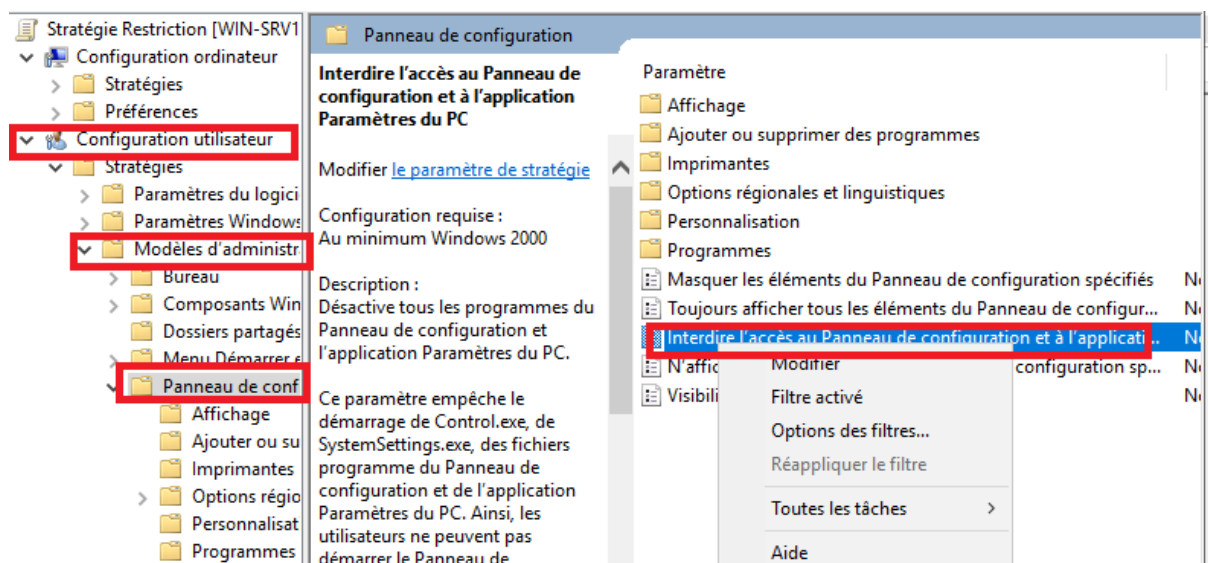 Stratégie Restriction [WIN-SRV1
Configuration ordinateur
Stratégies
Préférences
Configuration utilisateur
Stratégies
Paramètres du logici
Paramètres Windows
Modèles d'administr
Bureau
Composants Win
Dossiers partagés
Menu Démarrer e
Panneau de conf
Affichage
Ajouter ou su
Imprimantes
Options régio
Personnalisat
Programmes
Panneau de configuration
Interdire l'accès au Panneau de
configuration et à l'application
Paramètres du PC
Modifier le paramètre de stratégie
Configuration requise :
Au minimum Windows 2000
Description :
Désactive tous les programmes du
Panneau de configuration et
l'application Paramètres du PC.
Ce paramètre empêche le
démarrage de Control.exe, de
SystemSettings.exe, des fichiers
programme du Panneau de
configuration et de l'application
Paramètres du PC. Ainsi, les
utilisateurs ne peuvent pas
démarrer le Panneau de
Paramètre
Affichage
Ajouter ou supprimer des programmes
Imprimantes
Options régionales et linguistiques
Personnalisation
Programmes
Masquer les éléments du Panneau de configuration spécifiés N
Toujours afficher tous les éléments du Panneau de configur... N
Interdire l'accès au Panneau de configuration et à l'applicati... N
N'affic configuration sp... N
Visibili N
Modifier
Filtre activé
Options des filtres...
Réappliquer le filtre
Toutes les tâches
Aide